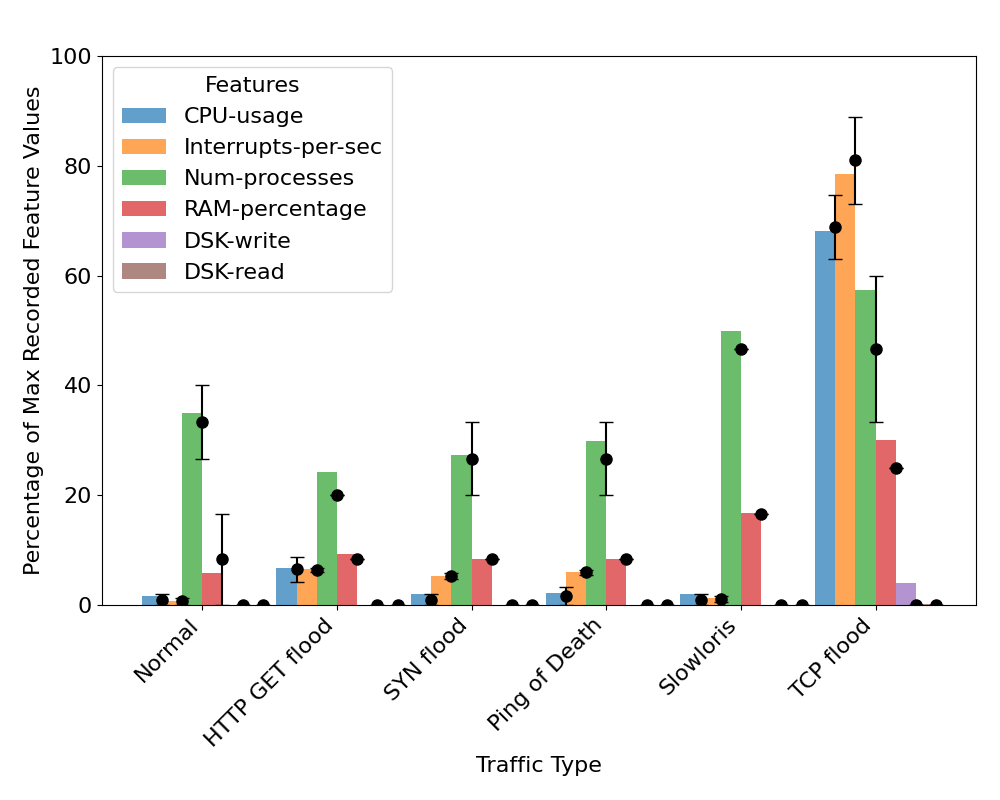 100
80
60
40
20
0
Percentage of Max Recorded Feature Values
Features
CPU-usage
Interrupts-per-sec
Num-processes
RAM-percentage
DSK-write
DSK-read
Normal
HTTP GET flood
SYN flood
Ping of Death
Slowloris
TCP flood
Traffic Type